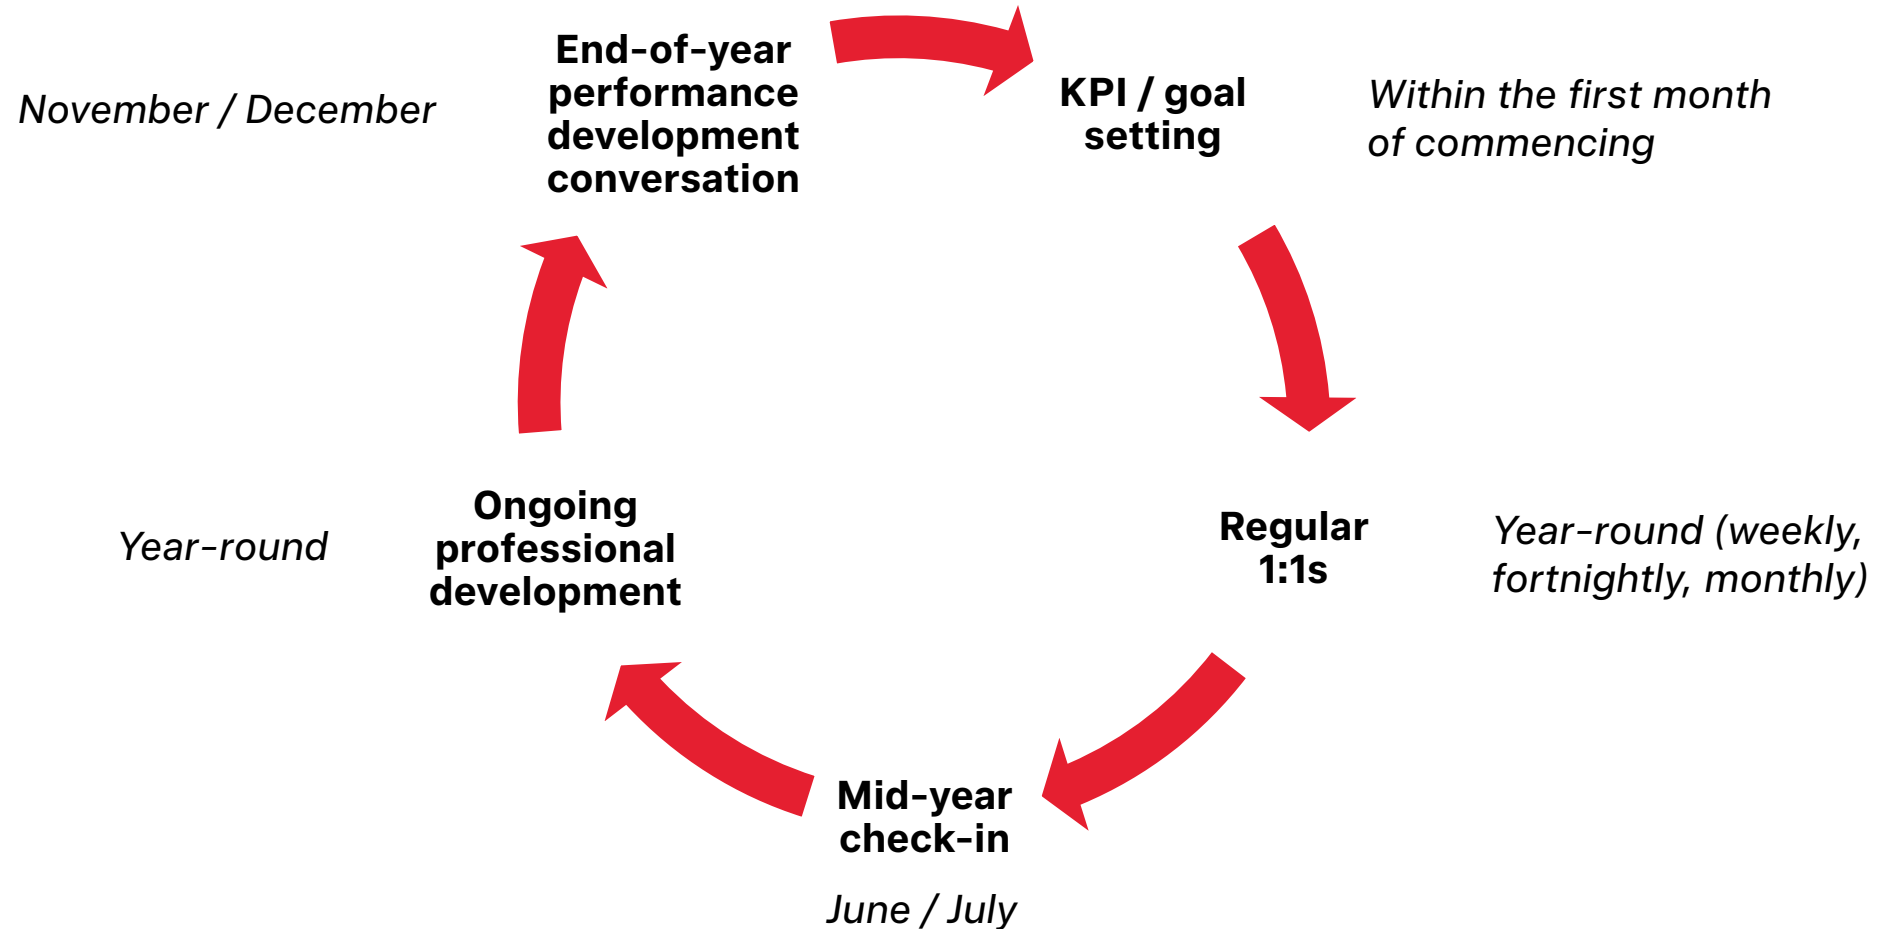 End-of-year
performance
development
conversation
November / December
KPI / goal
setting
Within the first month
of commencing
Regular
1:1s
Year-round (weekly,
fortnightly, monthly)
Mid-year
check-in
June / July
Ongoing
professional
development
Year-round